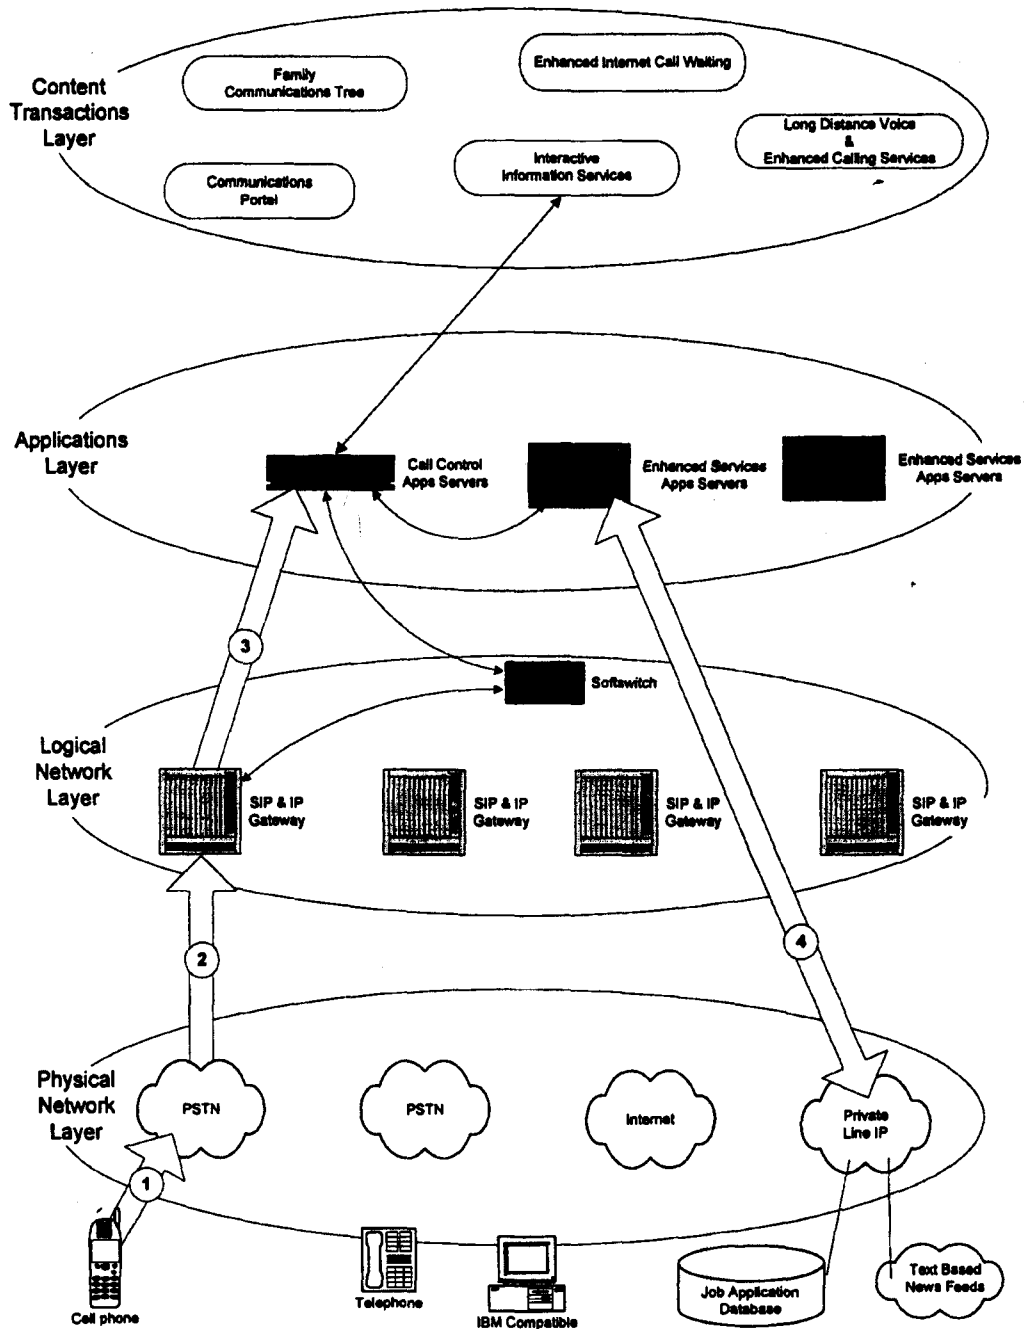 Content
Transactions
Layer
Family
Communications Tree
Enhanced Internet Call Waiting
Long Distance Voice
&
Enhanced Calling Services
Communications
Portal
Interactive
Information Services
Applications
Layer
Call Control
Apps Servers
Enhanced Services
Apps Servers
Enhanced Services
Apps Servers
3
Softswitch
Logical
Network
Layer
SIP & IP
Gateway
SIP & IP
Gateway
SIP & IP
Gateway
SIP & IP
Gateway
2
4
Physical
Network
Layer
PSTN
PSTN
Internet
Private
Line IP
1
Cell phone
Telephone
IBM Compatible
Job Application
Database
Text Based
News Feeds